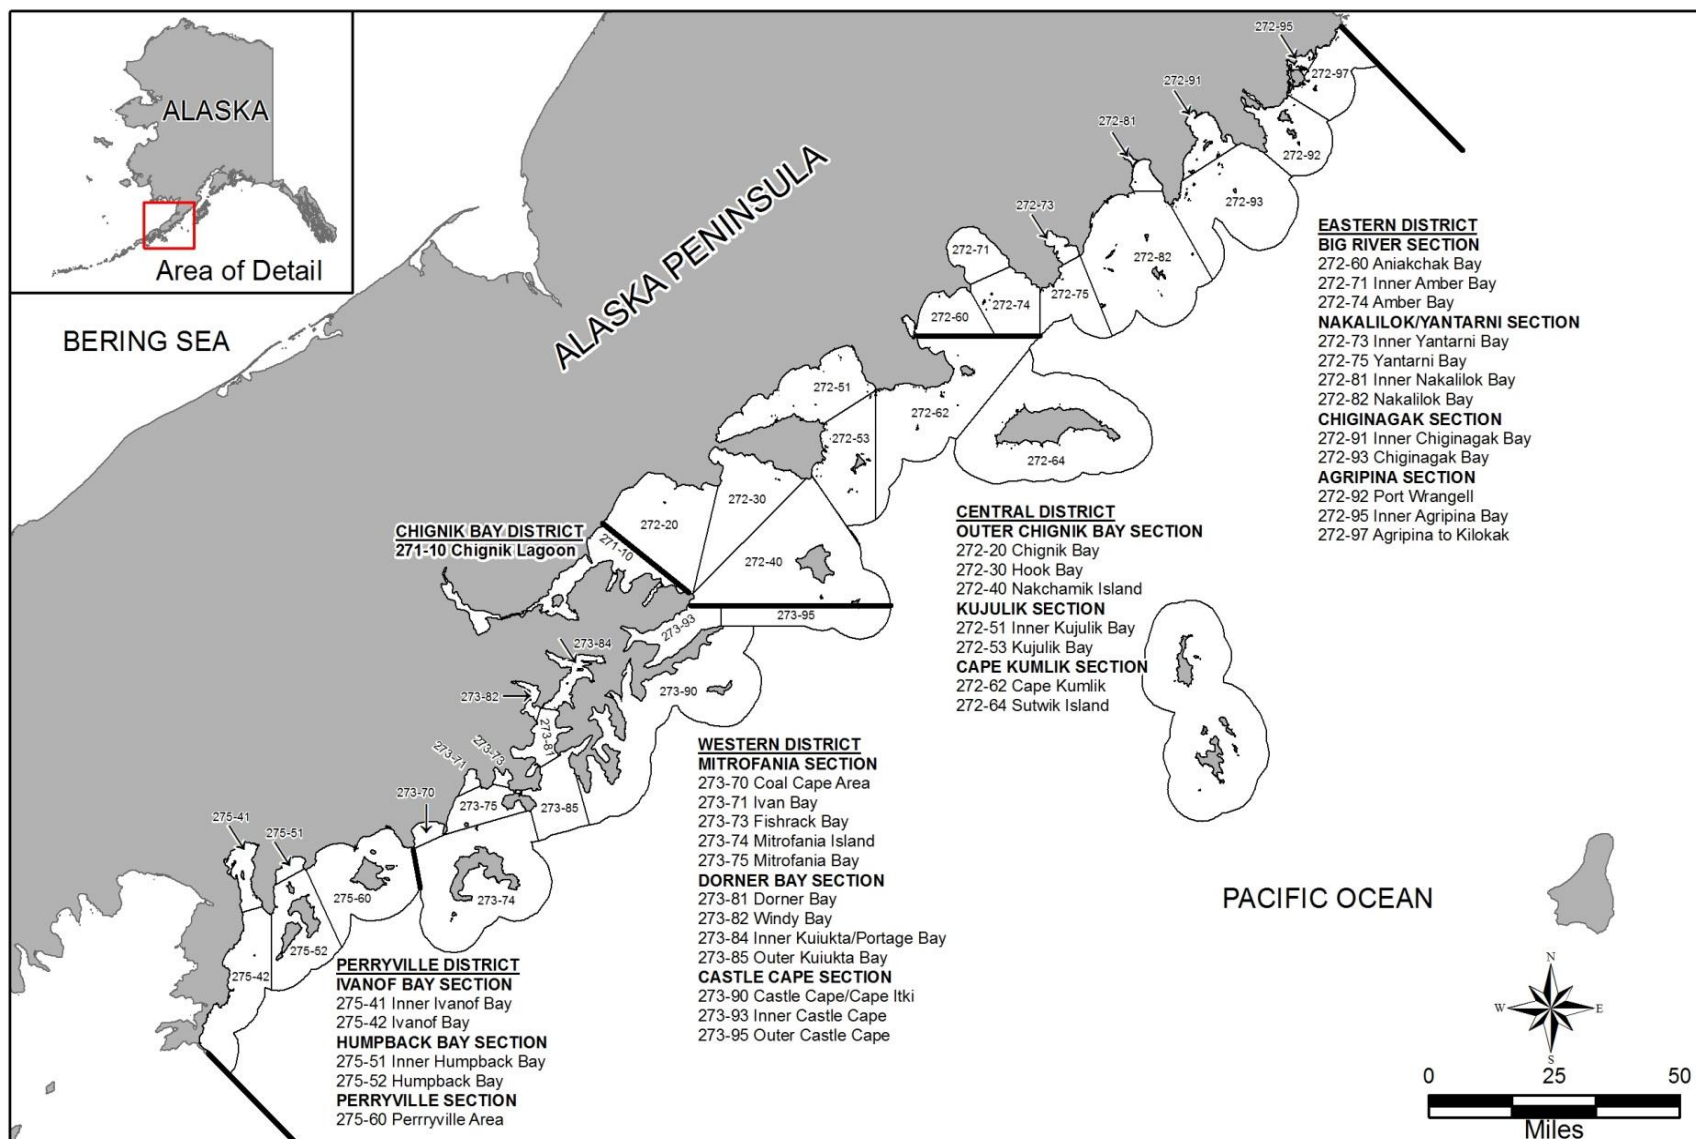 ALASKA
Area of Detail
BERING SEA
ALASKA PENINSULA
PACIFIC OCEAN
272-95
272-97
272-91
272-81
272-92
272-93
272-73
272-71
272-82
272-74
272-75
272-60
272-51
272-62
272-53
272-64
272-30
272-20
271-10
272-40
273-95
273-93
273-84
273-82
273-90
273-81
273-73
273-71
273-70
273-75
273-85
275-41
275-51
275-60
273-74
275-52
275-42
CHIGNIK BAY DISTRICT
271-10 Chignik Lagoon
EASTERN DISTRICT
BIG RIVER SECTION
272-60 Aniakchak Bay
272-71 Inner Amber Bay
272-74 Amber Bay
NAKALILOK/YANTARNI SECTION
272-73 Inner Yantarni Bay
272-75 Yantarni Bay
272-81 Inner Nakalilok Bay
272-82 Nakalilok Bay
CHIGINAGAK SECTION
272-91 Inner Chiginagak Bay
272-93 Chiginagak Bay
AGRIPINA SECTION
272-92 Port Wrangell
272-95 Inner Agripina Bay
272-97 Agripina to Kilokak
CENTRAL DISTRICT
OUTER CHIGNIK BAY SECTION
272-20 Chignik Bay
272-30 Hook Bay
272-40 Nakchamik Island
KUJULIK SECTION
272-51 Inner Kujulik Bay
272-53 Kujulik Bay
CAPE KUMLIK SECTION
272-62 Cape Kumlik
272-64 Sutwik Island
WESTERN DISTRICT
MITROFANIA SECTION
273-70 Coal Cape Area
273-71 Ivan Bay
273-73 Fishrack Bay
273-74 Mitrofania Island
273-75 Mitrofania Bay
DORNER BAY SECTION
273-81 Dorner Bay
273-82 Windy Bay
273-84 Inner Kuiukta/Portage Bay
273-85 Outer Kuiukta Bay
CASTLE CAPE SECTION
273-90 Castle Cape/Cape Itki
273-93 Inner Castle Cape
273-95 Outer Castle Cape
PERRYVILLE DISTRICT
IVANOF BAY SECTION
275-41 Inner Ivanof Bay
275-42 Ivanof Bay
HUMPBACK BAY SECTION
275-51 Inner Humpback Bay
275-52 Humpback Bay
PERRYVILLE SECTION
275-60 Perrryville Area
N
W E
S
0 25 50
Miles